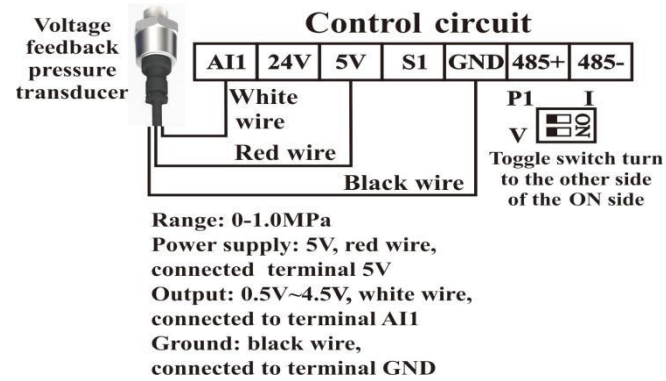 Voltage
feedback
pressure
transducer
Control circuit
AI1 24V 5V S1 GND 485+ 485-
White
wire
Red wire
Black wire
P1 I
V ON
Toggle switch turn
to the other side
of the ON side
Range: 0-1.0MPa
Power supply: 5V, red wire,
connected terminal 5V
Output: 0.5V~4.5V, white wire,
connected to terminal AI1
Ground: black wire,
connected to terminal GND